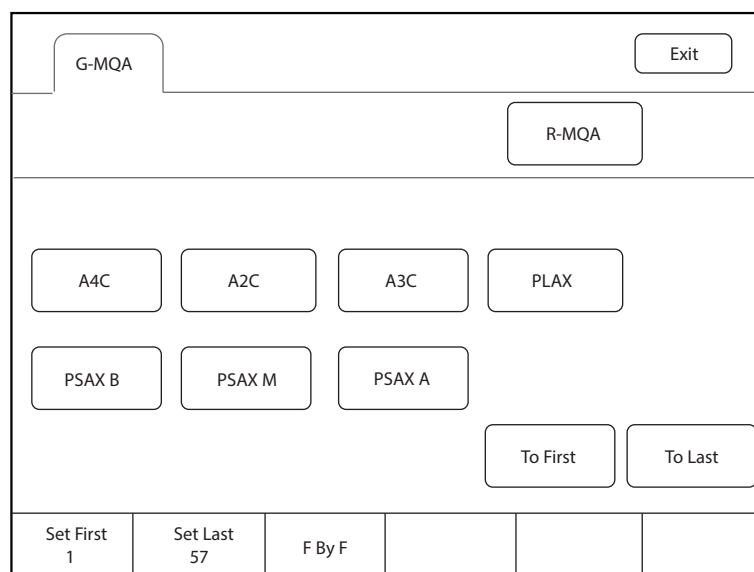 G-MQA
Exit
R-MQA
A4C
A2C
A3C
PLAX
PSAX B
PSAX M
PSAX A
To First
To Last
Set First
1
Set Last
57
F By F